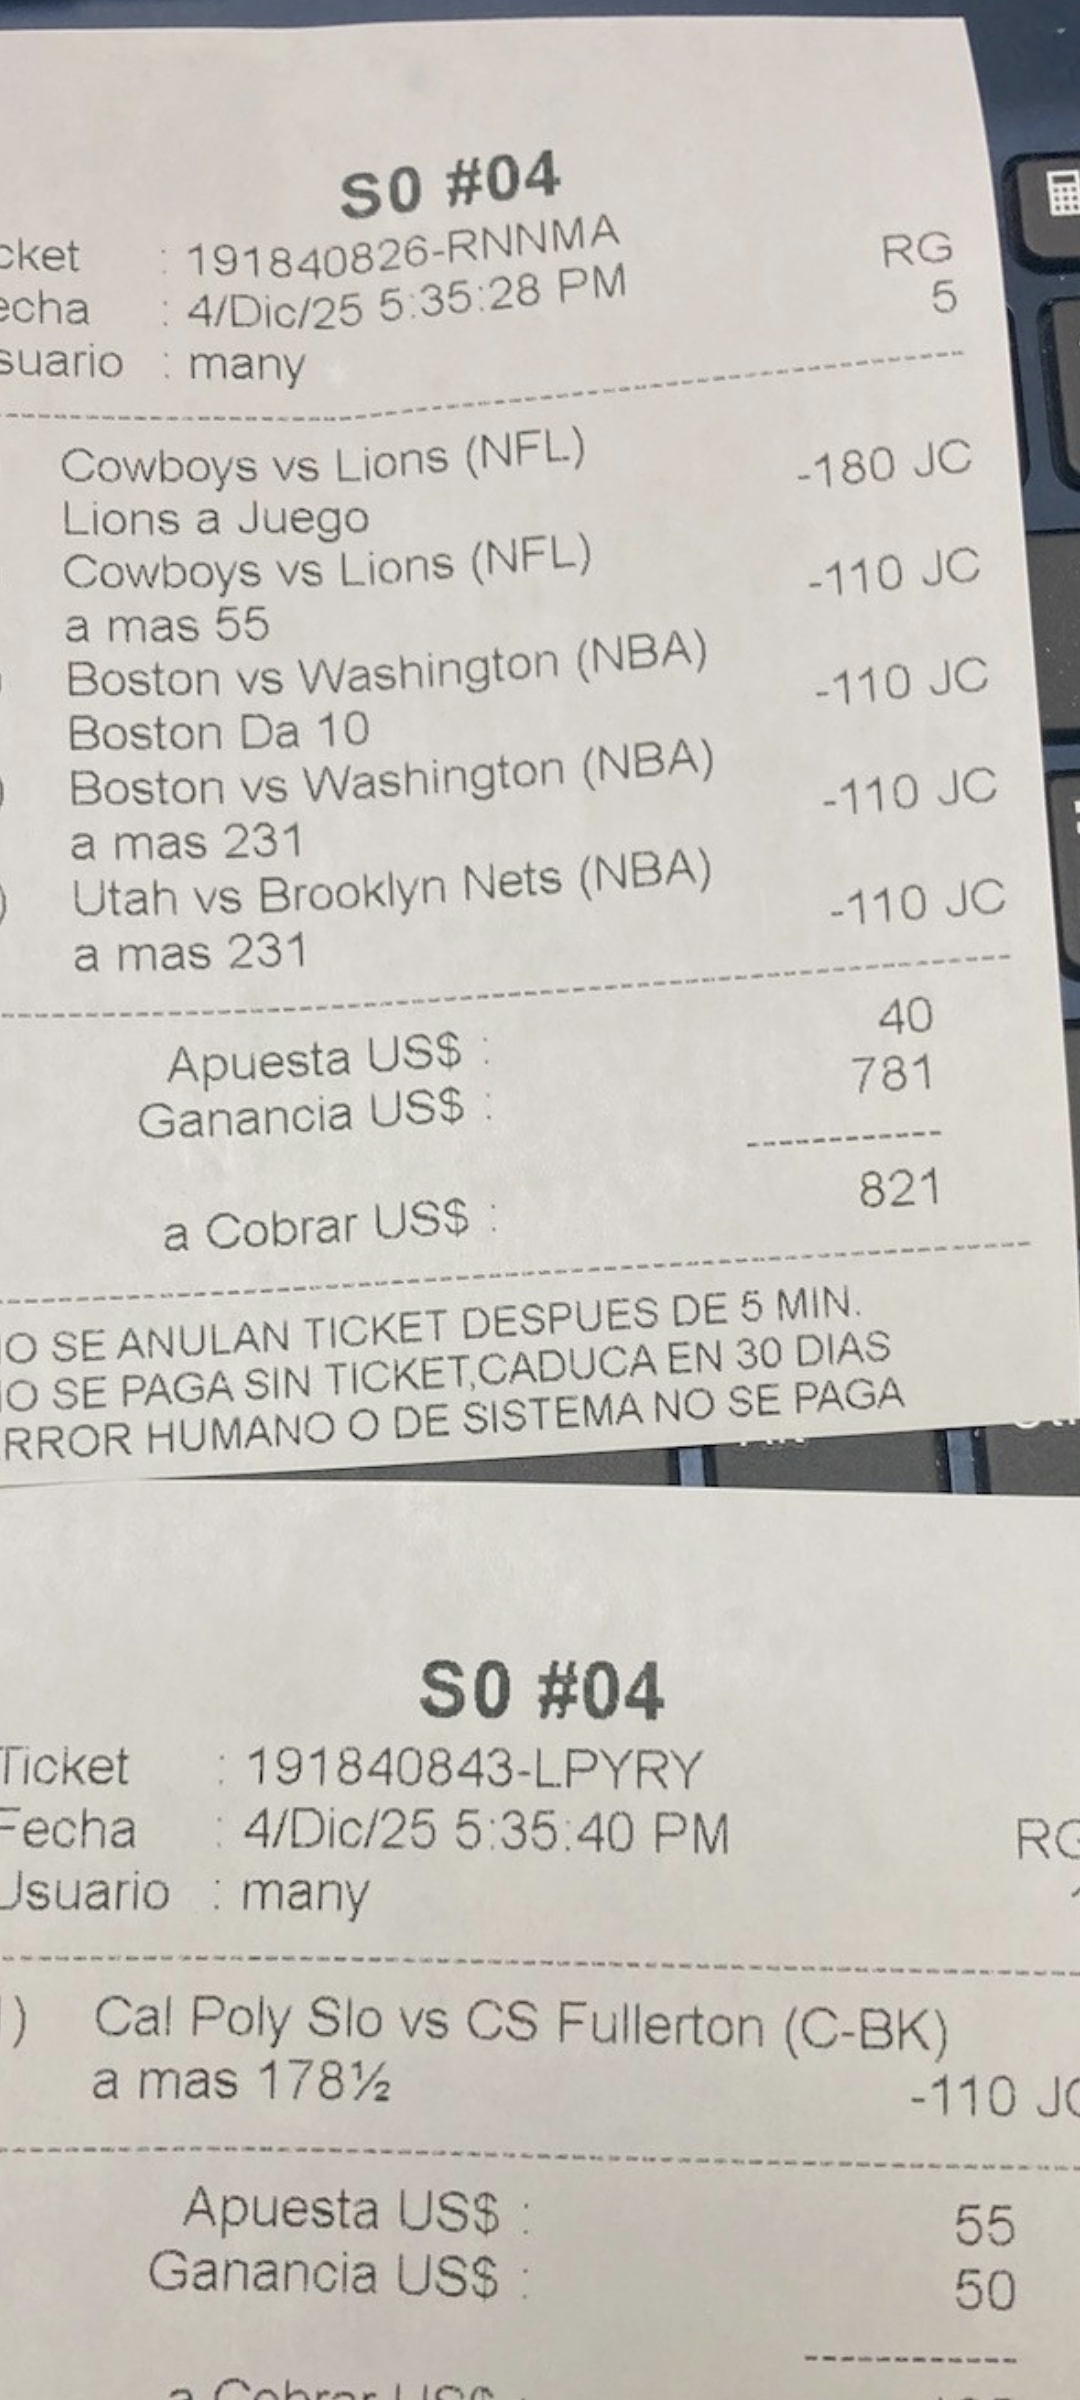 S0 #04
cket : 191840826-RNNMA RG
echa : 4/Dic/25 5:35:28 PM 5
suario : many
Cowboys vs Lions (NFL) -180 JC
Lions a Juego
Cowboys vs Lions (NFL) -110 JC
a mas 55
Boston vs Washington (NBA) -110 JC
Boston Da 10
) Boston vs Washington (NBA) -110 JC
a mas 231
) Utah vs Brooklyn Nets (NBA) -110 JC
a mas 231
Apuesta US$ : 40
Ganancia US$ : 781
a Cobrar US$ : 821
IO SE ANULAN TICKET DESPUES DE 5 MIN.
IO SE PAGA SIN TICKET,CADUCA EN 30 DIAS
RROR HUMANO O DE SISTEMA NO SE PAGA
S0 #04
Ticket : 191840843-LPYRY
Fecha : 4/Dic/25 5:35:40 PM RG
Usuario : many
) Cal Poly Slo vs CS Fullerton (C-BK)
a mas 178½ -110 JC
Apuesta US$ : 55
Ganancia US$ : 50
a Cobrar US$ :